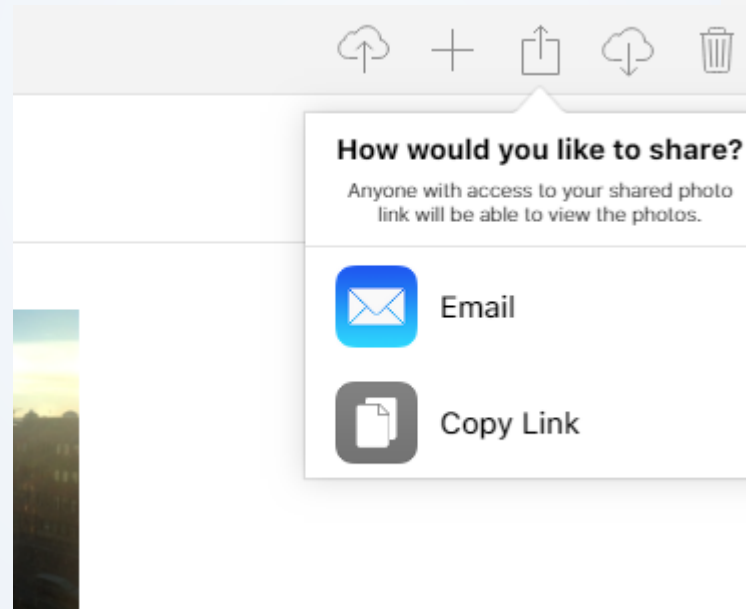 How would you like to share?
Anyone with access to your shared photo
link will be able to view the photos.
Email
Copy Link